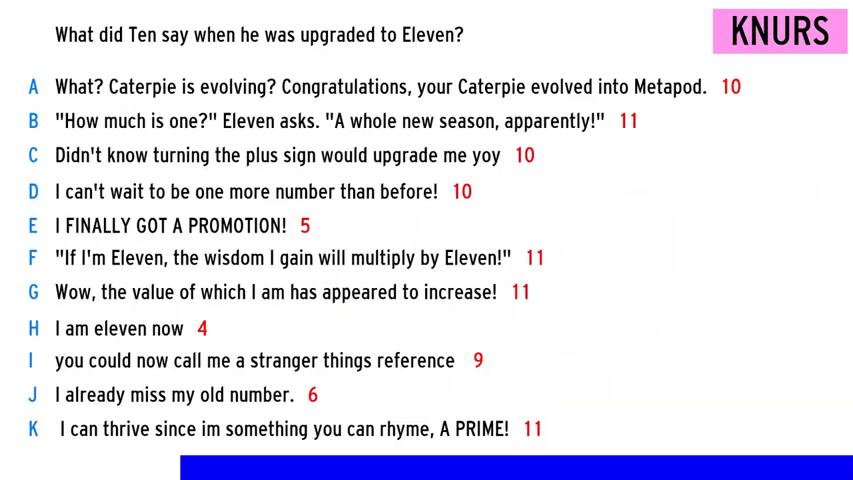 What did Ten say when he was upgraded to Eleven?
KNURS
A What? Caterpie is evolving? Congratulations, your Caterpie evolved into Metapod. 10
B "How much is one?" Eleven asks. "A whole new season, apparently!" 11
C Didn't know turning the plus sign would upgrade me yoy 10
D I can't wait to be one more number than before! 10
E I FINALLY GOT A PROMOTION! 5
F "If I'm Eleven, the wisdom I gain will multiply by Eleven!" 11
G Wow, the value of which I am has appeared to increase! 11
H I am eleven now 4
I you could now call me a stranger things reference 9
J I already miss my old number. 6
K I can thrive since im something you can rhyme, A PRIME! 11